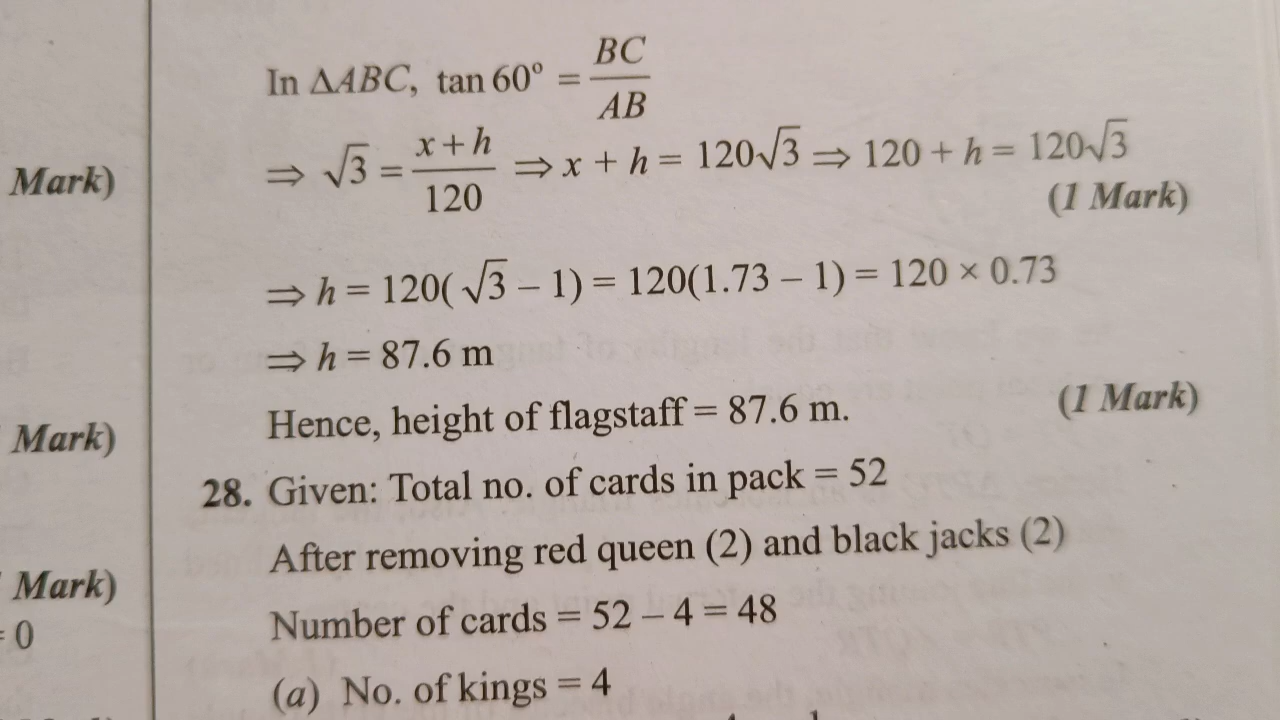 In ΔABC, tan 60° = BC/AB
⇒ √3 = (x + h)/120 ⇒ x + h = 120√3 ⇒ 120 + h = 120√3
Mark)
(1 Mark)
⇒ h = 120( √3 – 1) = 120(1.73 – 1) = 120 × 0.73
⇒ h = 87.6 m
Hence, height of flagstaff = 87.6 m.
(1 Mark)
Mark)
28. Given: Total no. of cards in pack = 52
After removing red queen (2) and black jacks (2)
Mark)
Number of cards = 52 – 4 = 48
= 0
(a) No. of kings = 4